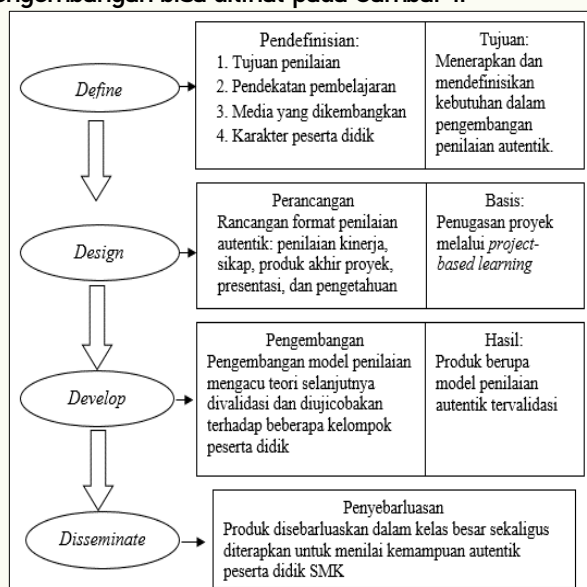 engembangan bisa dilihat pada Gambar 1.
Define
Pendefinisian:
1. Tujuan penilaian
2. Pendekatan pembelajaran
3. Media yang dikembangkan
4. Karakter peserta didik
Tujuan:
Menerapkan dan
mendefinisikan
kebutuhan dalam
pengembangan
penilaian autentik.
Design
Perancangan
Rancangan format penilaian
autentik: penilaian kinerja,
sikap, produk akhir proyek,
presentasi, dan pengetahuan
Basis:
Penugasan proyek
melalui project-
based learning
Develop
Pengembangan
Pengembangan model penilaian
mengacu teori selanjutnya
divalidasi dan diujicobakan
terhadap beberapa kelompok
peserta didik
Hasil:
Produk berupa
model penilaian
autentik tervalidasi
Disseminate
Penyebarluasan
Produk disebarluaskan dalam kelas besar sekaligus
diterapkan untuk menilai kemampuan autentik
peserta didik SMK